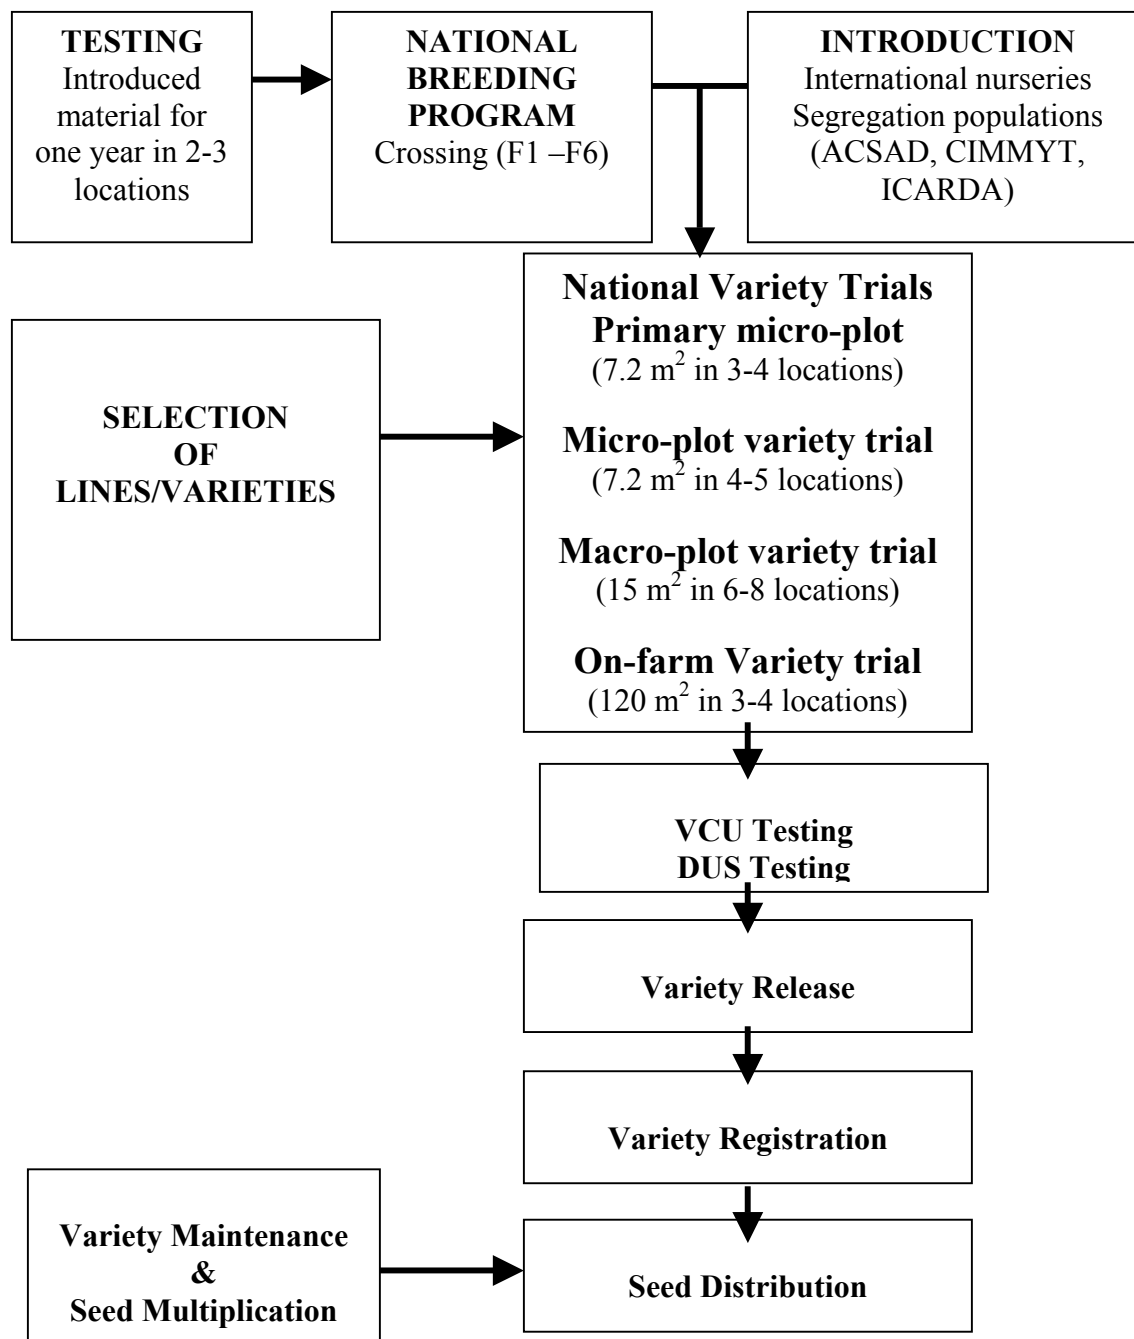 TESTING
Introduced
material for
one year in 2-3
locations
NATIONAL
BREEDING
PROGRAM
Crossing (F1 –F6)
INTRODUCTION
International nurseries
Segregation populations
(ACSAD, CIMMYT,
ICARDA)
National Variety Trials
Primary micro-plot
(7.2 m² in 3-4 locations)
Micro-plot variety trial
(7.2 m² in 4-5 locations)
Macro-plot variety trial
(15 m² in 6-8 locations)
On-farm Variety trial
(120 m² in 3-4 locations)
SELECTION
OF
LINES/VARIETIES
VCU Testing
DUS Testing
Variety Release
Variety Registration
Variety Maintenance
&
Seed Multiplication
Seed Distribution